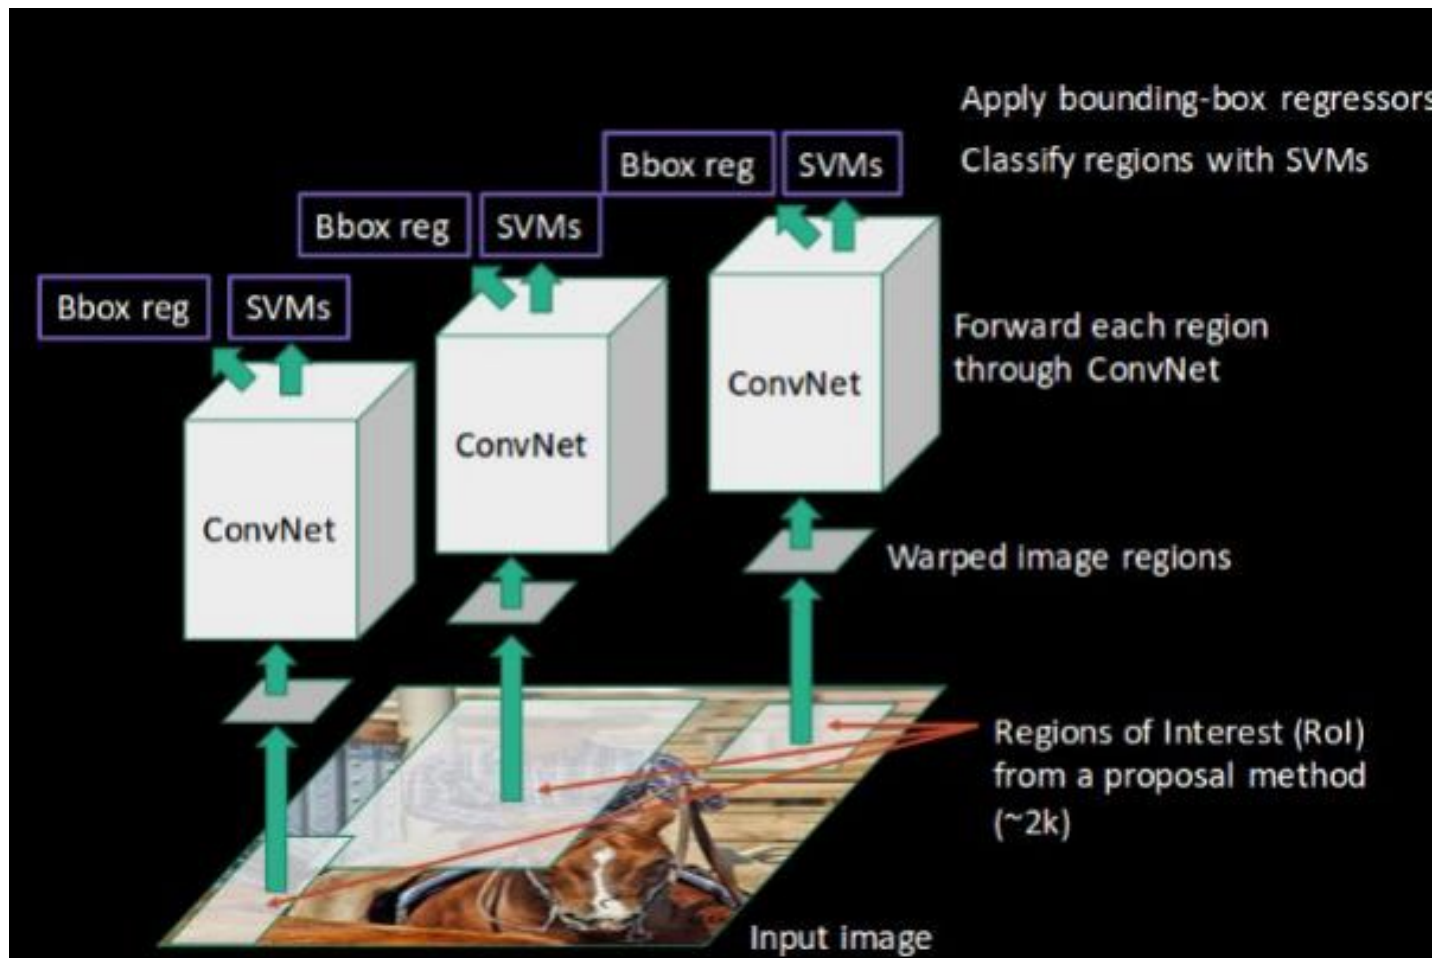 Apply bounding-box regressors
Bbox reg SVMs
Classify regions with SVMs
Bbox reg SVMs
Bbox reg SVMs
Forward each region
through ConvNet
ConvNet
ConvNet
ConvNet
Warped image regions
Regions of Interest (RoI)
from a proposal method
(~2k)
Input image